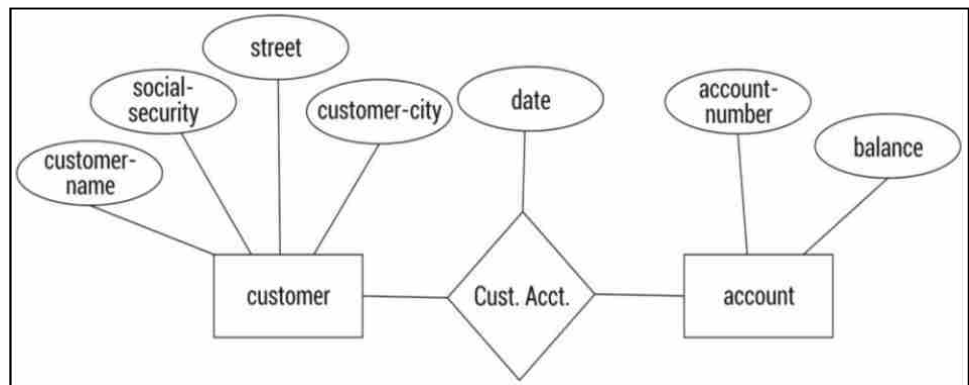 street
social-
security
customer-city
date
account-
number
customer-
name
balance
customer
Cust. Acct.
account